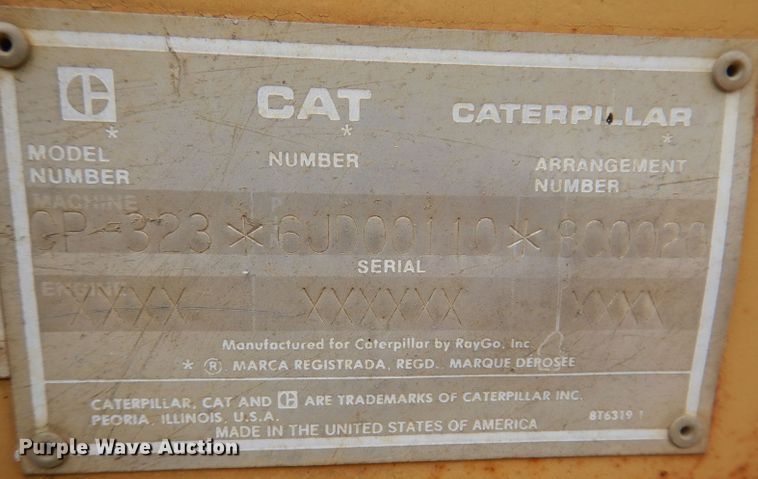 CAT CATERPILLAR
* * *
MODEL NUMBER NUMBER ARRANGEMENT NUMBER
MACHINE
CP-323 * 6JD00110 *
SERIAL
ENGINE
XXXX XXXXXX XXXX
Manufactured for Caterpillar by RayGo, Inc.
* ® MARCA REGISTRADA, REGD. MARQUE DEPOSEE
CATERPILLAR, CAT AND C ARE TRADEMARKS OF CATERPILLAR INC.
PEORIA, ILLINOIS, U.S.A.
MADE IN THE UNITED STATES OF AMERICA
8T6319 1
Purple Wave Auction